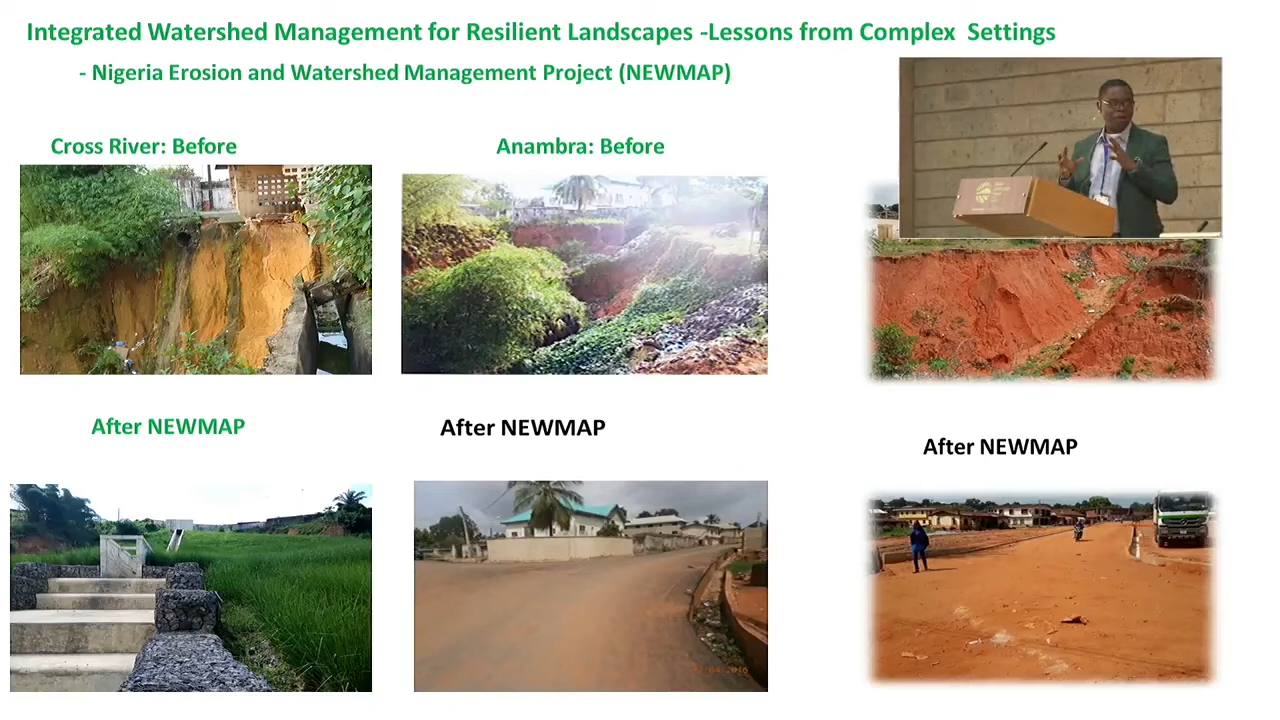 Integrated Watershed Management for Resilient Landscapes -Lessons from Complex Settings
- Nigeria Erosion and Watershed Management Project (NEWMAP)
Cross River: Before
Anambra: Before
After NEWMAP
After NEWMAP
After NEWMAP